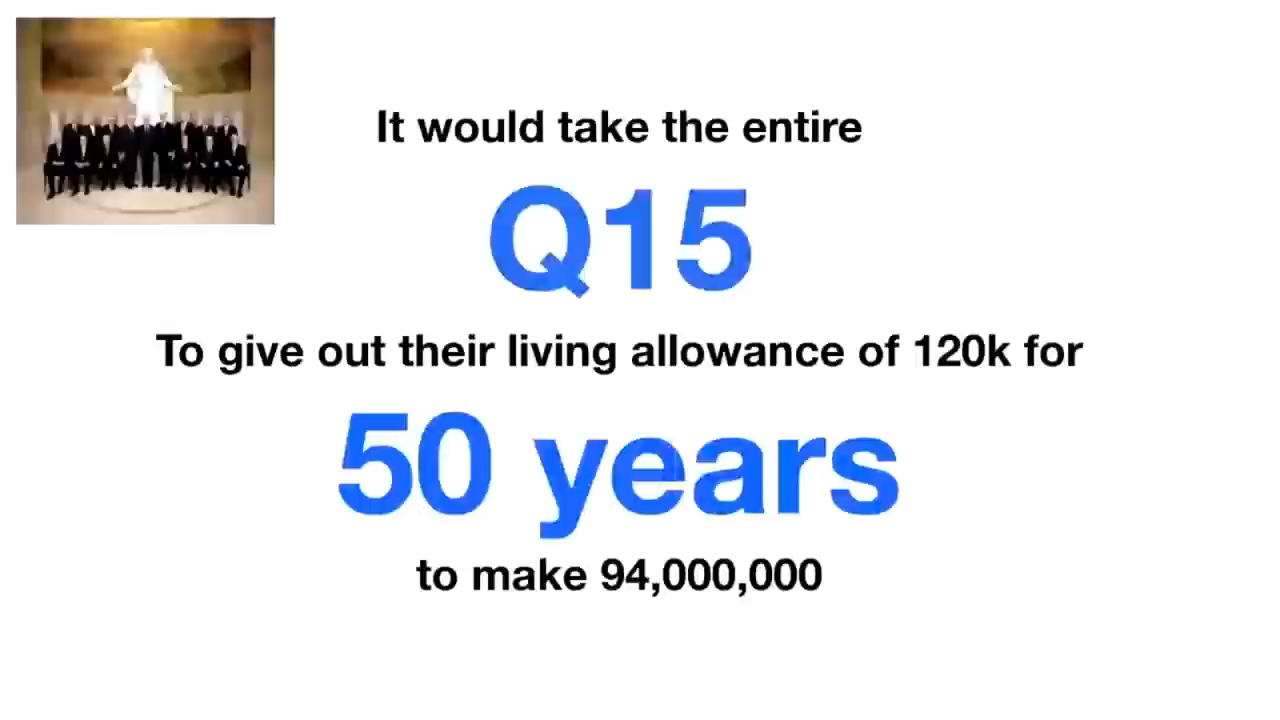 It would take the entire
Q15
To give out their living allowance of 120k for
50 years
to make 94,000,000